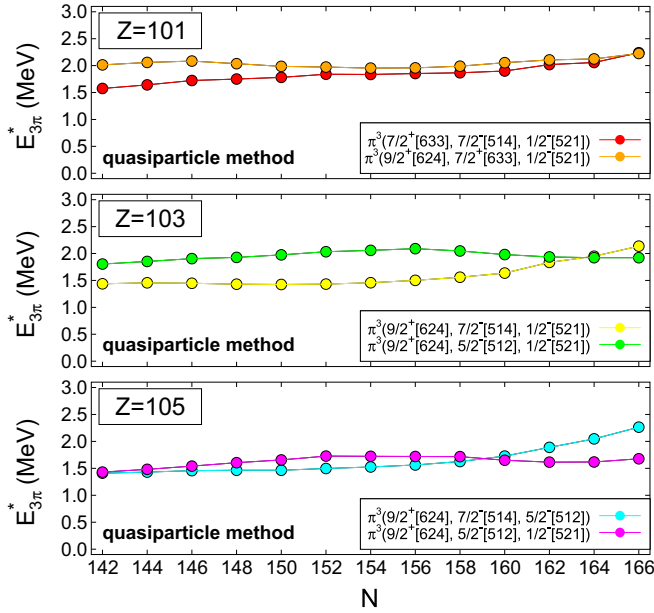 Z=101
E*3π (MeV)
3.0
2.5
2.0
1.5
1.0
0.5
0.0
quasiparticle method
π³(7/2⁺[633], 7/2⁻[514], 1/2⁻[521])
π³(9/2⁺[624], 7/2⁺[633], 1/2⁻[521])
Z=103
E*3π (MeV)
3.0
2.5
2.0
1.5
1.0
0.5
0.0
quasiparticle method
π³(9/2⁺[624], 7/2⁻[514], 1/2⁻[521])
π³(9/2⁺[624], 5/2⁻[512], 1/2⁻[521])
Z=105
E*3π (MeV)
3.0
2.5
2.0
1.5
1.0
0.5
0.0
quasiparticle method
π³(9/2⁺[624], 7/2⁻[514], 5/2⁻[512])
π³(9/2⁺[624], 5/2⁻[512], 1/2⁻[521])
142 144 146 148 150 152 154 156 158 160 162 164 166
N